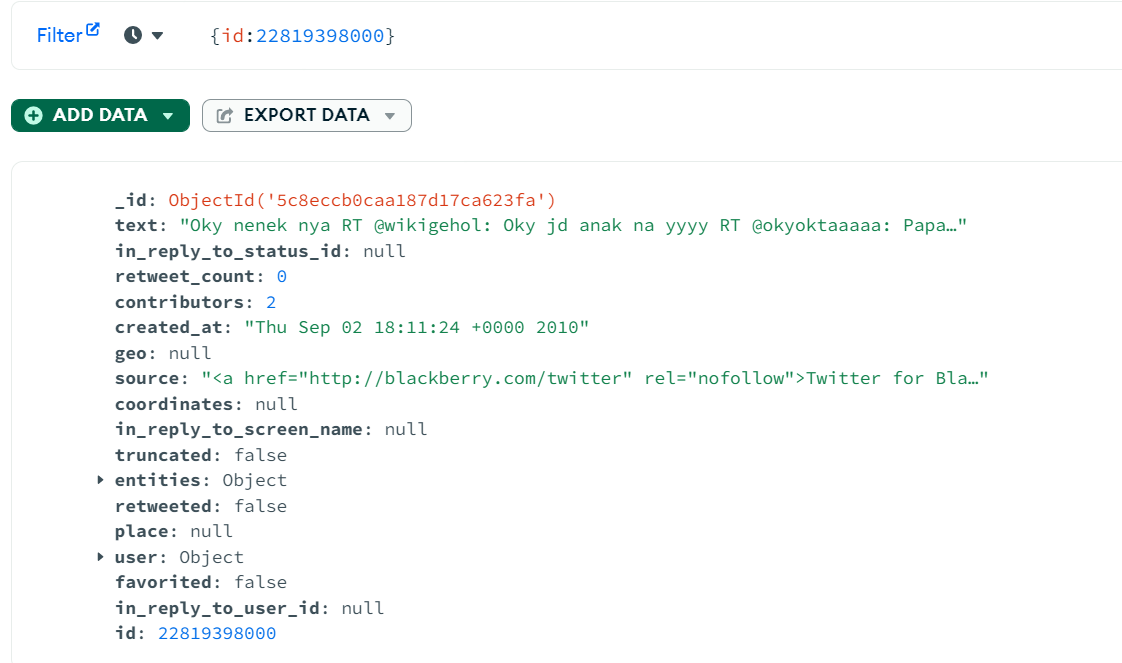 Filter {id:22819398000}
ADD DATA EXPORT DATA
_id: ObjectId('5c8eccb0caa187d17ca623fa')
text: "Oky nenek nya RT @wikigehol: Oky jd anak na yyyy RT @okyoktaaaaa: Papa…"
in_reply_to_status_id: null
retweet_count: 0
contributors: 2
created_at: "Thu Sep 02 18:11:24 +0000 2010"
geo: null
source: "<a href="http://blackberry.com/twitter" rel="nofollow">Twitter for Bla…"
coordinates: null
in_reply_to_screen_name: null
truncated: false
entities: Object
retweeted: false
place: null
user: Object
favorited: false
in_reply_to_user_id: null
id: 22819398000